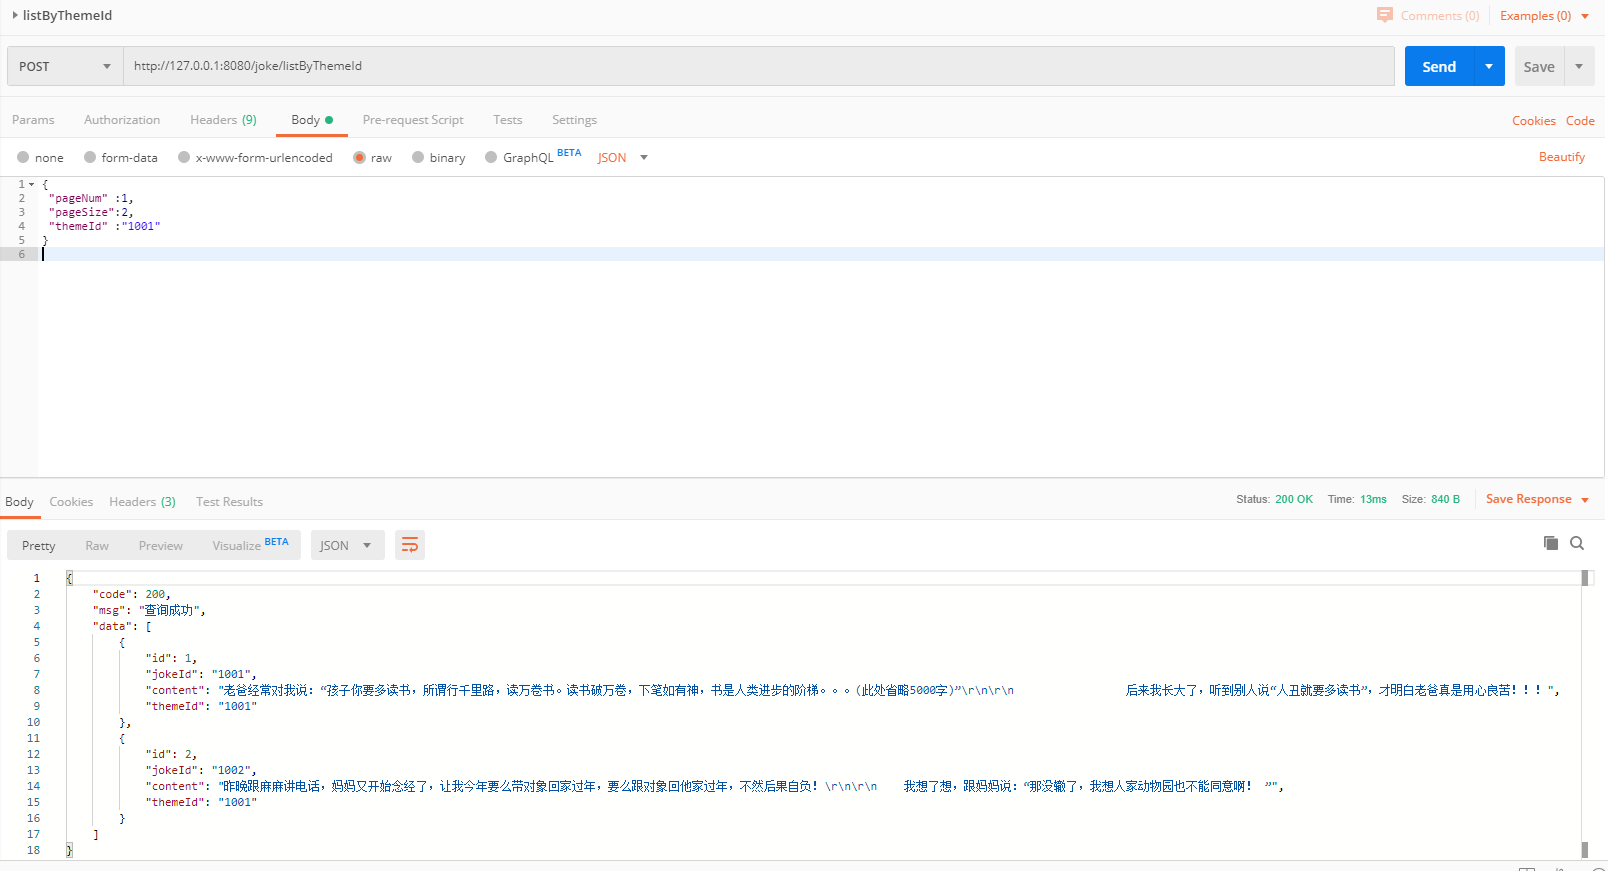 listByThemeId Comments (0) Examples (0)
POST http://127.0.0.1:8080/joke/listByThemeId Send Save
Params Authorization Headers (9) Body Pre-request Script Tests Settings Cookies Code
none form-data x-www-form-urlencoded raw binary GraphQL BETA JSON Beautify
1 {
2 "pageNum" :1,
3 "pageSize":2,
4 "themeId" :"1001"
5 }
6
Body Cookies Headers (3) Test Results Status: 200 OK Time: 13ms Size: 840 B Save Response
Pretty Raw Preview Visualize BETA JSON
1 {
2 "code": 200,
3 "msg": "查询成功",
4 "data": [
5 {
6 "id": 1,
7 "jokeId": "1001",
8 "content": "老爸经常对我说：“孩子你要多读书，所谓行千里路，读万卷书。读书破万卷，下笔如有神，书是人类进步的阶梯。。。（此处省略5000字）”\r\n\r\n 后来我长大了，听到别人说“人丑就要多读书”，才明白老爸真是用心良苦！！！",
9 "themeId": "1001"
10 },
11 {
12 "id": 2,
13 "jokeId": "1002",
14 "content": "昨晚跟麻麻讲电话，妈妈又开始念经了，让我今年要么带对象回家过年，要么跟对象回他家过年，不然后果自负！\r\n\r\n 我想了想，跟妈妈说：“那没辙了，我想人家动物园也不能同意啊！ ”",
15 "themeId": "1001"
16 }
17 ]
18 }